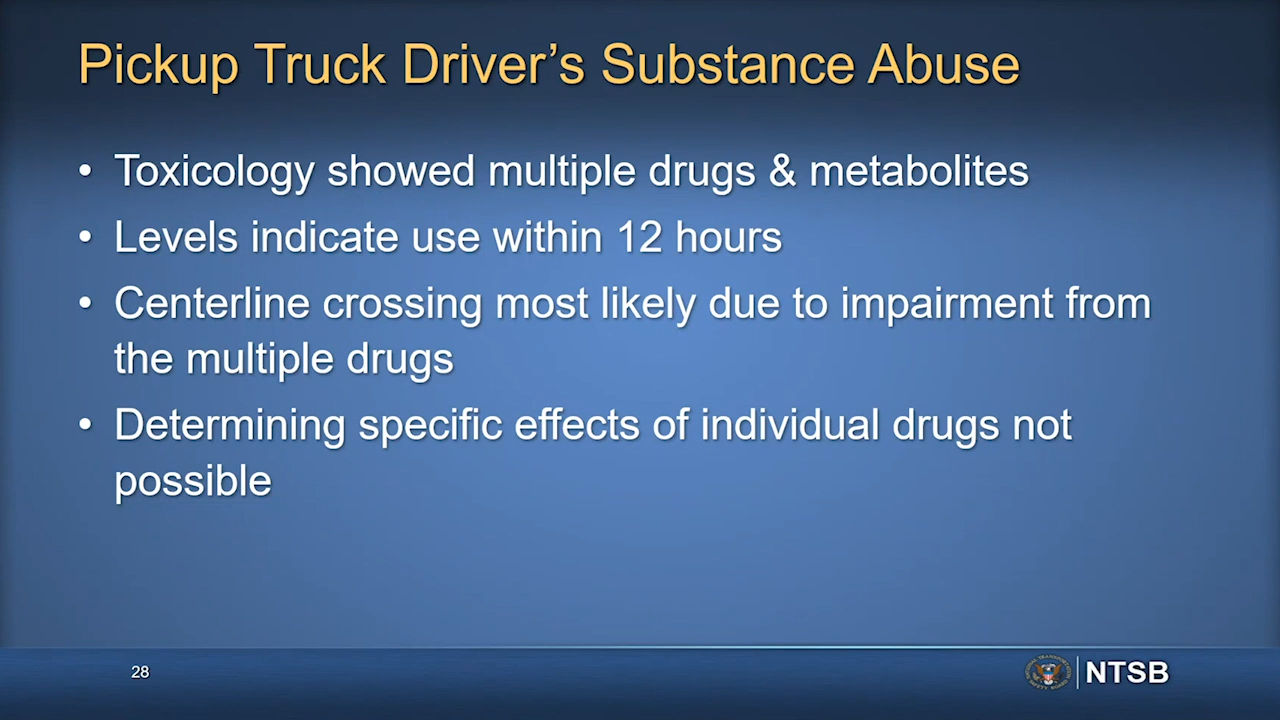 Pickup Truck Driver’s Substance Abuse
• Toxicology showed multiple drugs & metabolites
• Levels indicate use within 12 hours
• Centerline crossing most likely due to impairment from
the multiple drugs
• Determining specific effects of individual drugs not
possible
28
NTSB